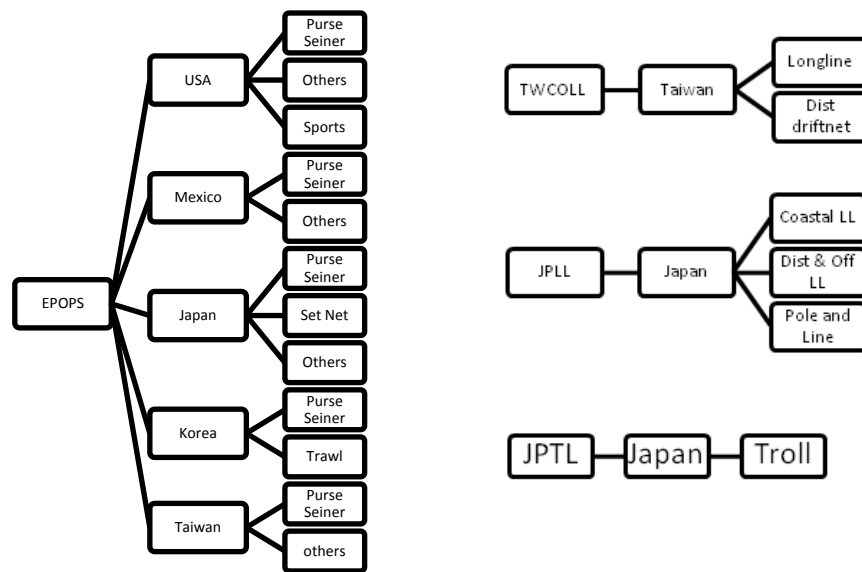 EPOPS
USA
Purse
Seiner
Others
Sports
Mexico
Purse
Seiner
Others
Japan
Purse
Seiner
Set Net
Others
Korea
Purse
Seiner
Trawl
Taiwan
Purse
Seiner
others
TWCOLL
Taiwan
Longline
Dist
driftnet
JPLL
Japan
Coastal LL
Dist & Off
LL
Pole and
Line
JPTL
Japan
Troll